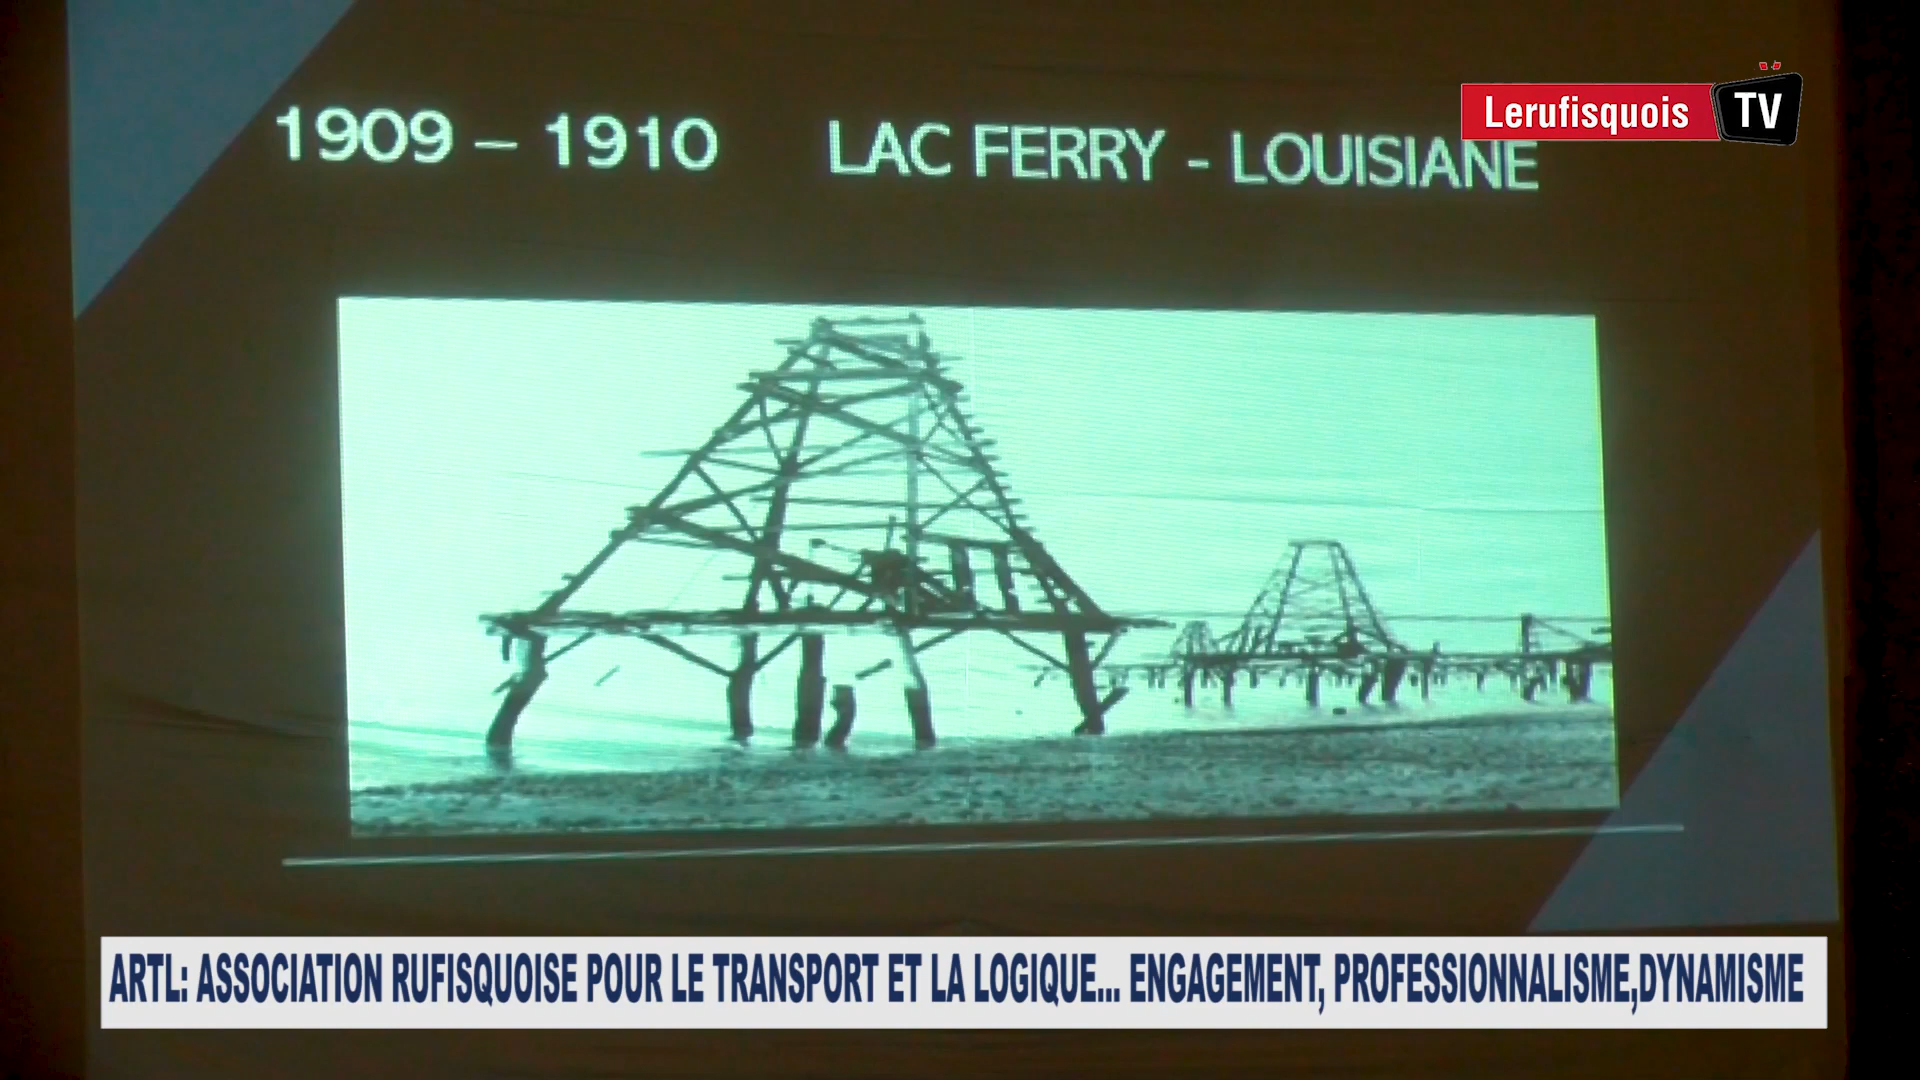 Lerufisquois TV
1909 – 1910 LAC FERRY - LOUISIANE
ARTL: ASSOCIATION RUFISQUOISE POUR LE TRANSPORT ET LA LOGIQUE... ENGAGEMENT, PROFESSIONNALISME,DYNAMISME